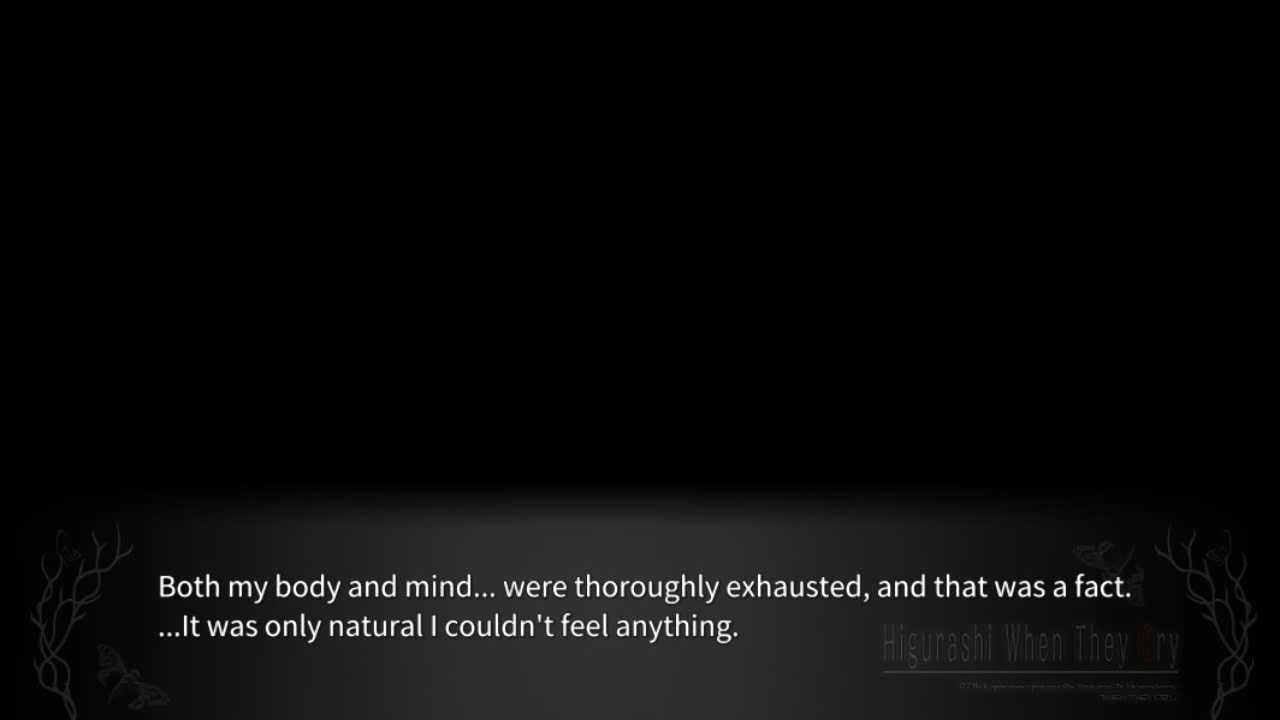 Both my body and mind... were thoroughly exhausted, and that was a fact.
...It was only natural I couldn't feel anything.
Higurashi When They Cry